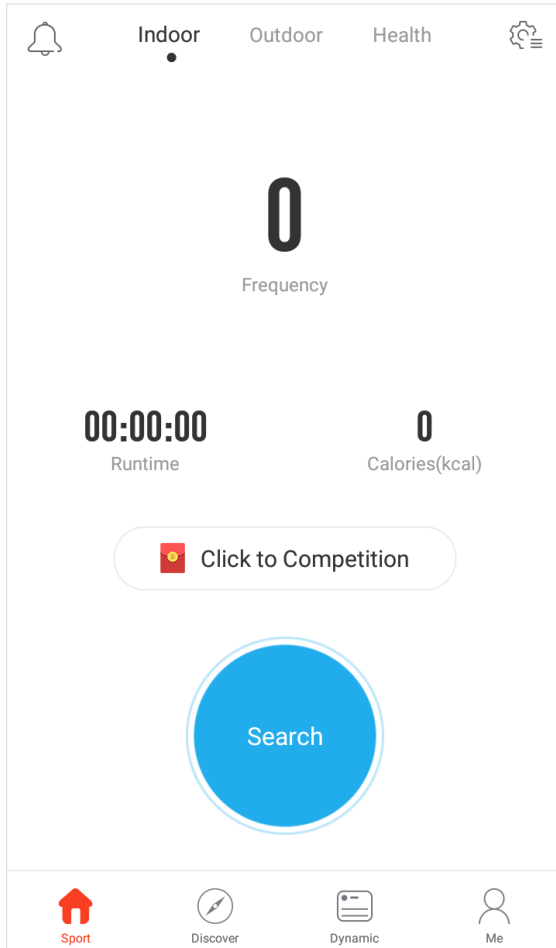 Indoor Outdoor Health
0
Frequency
00:00:00 0
Runtime Calories(kcal)
Click to Competition
Search
Sport Discover Dynamic Me